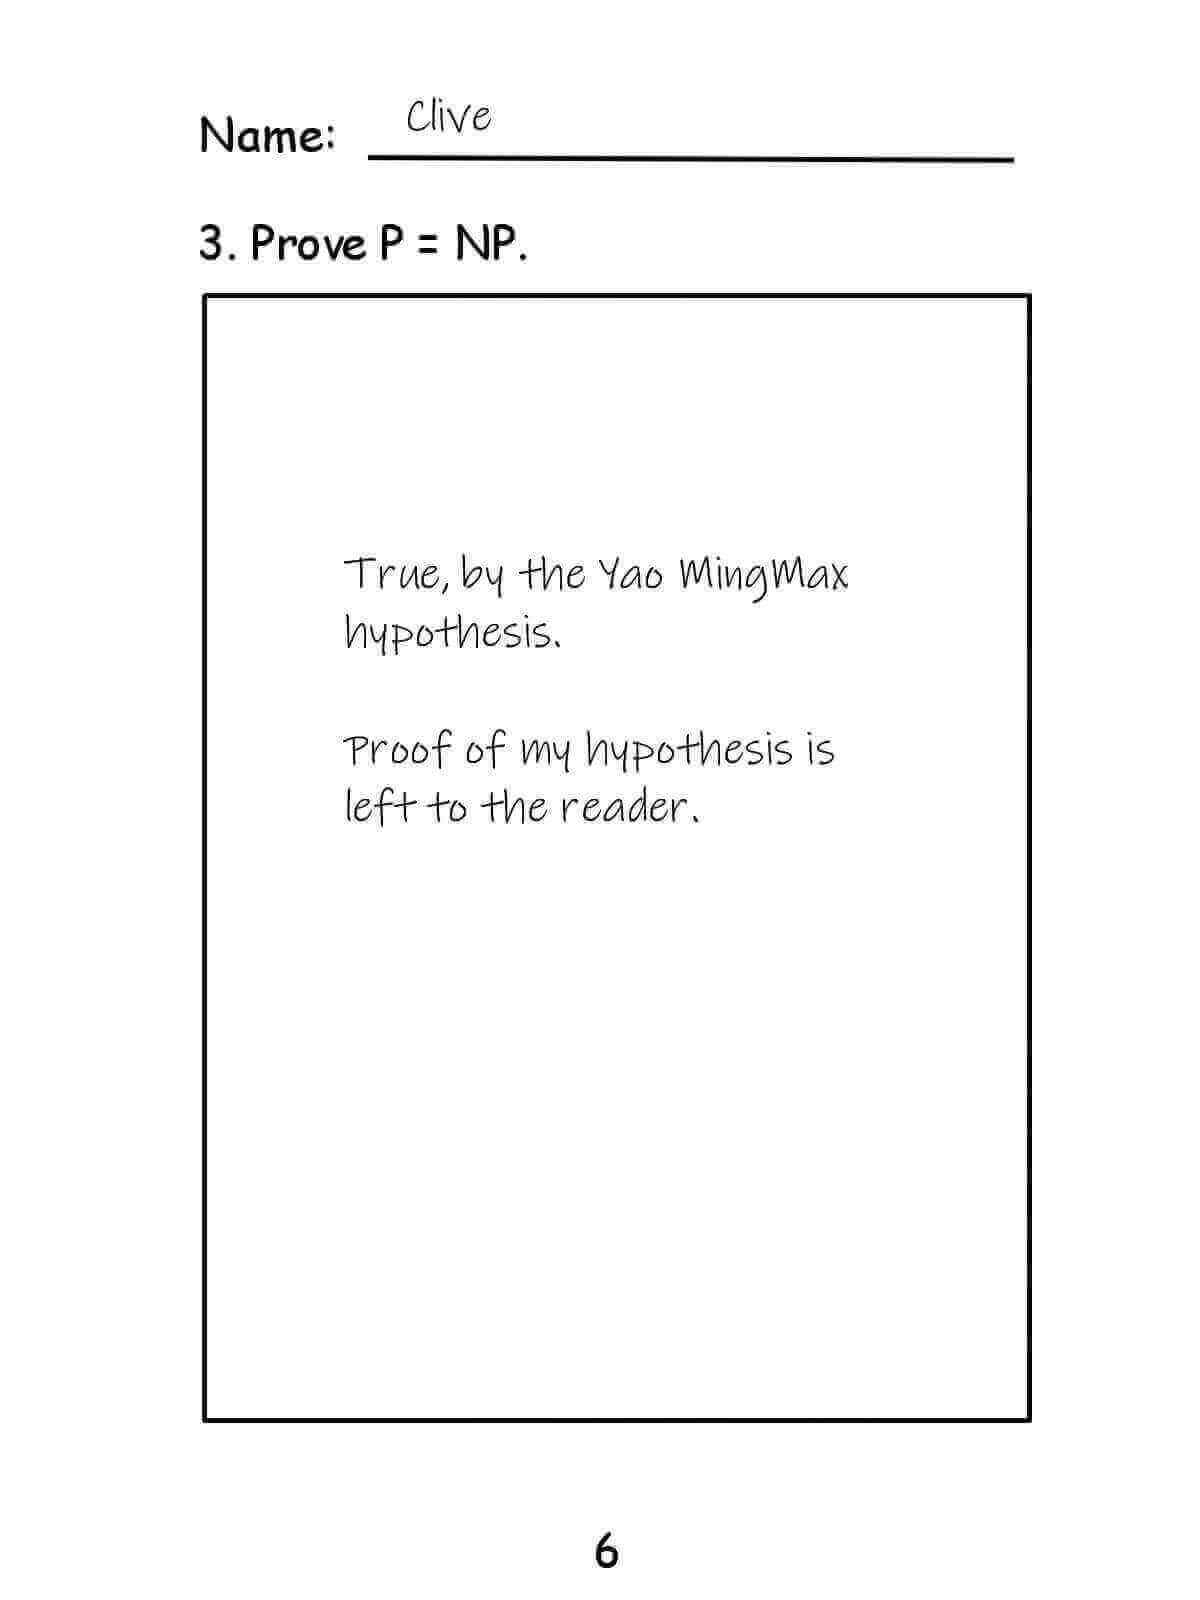 Name: Clive
3. Prove P = NP.
True, by the Yao MingMax
hypothesis.
Proof of my hypothesis is
left to the reader.
6